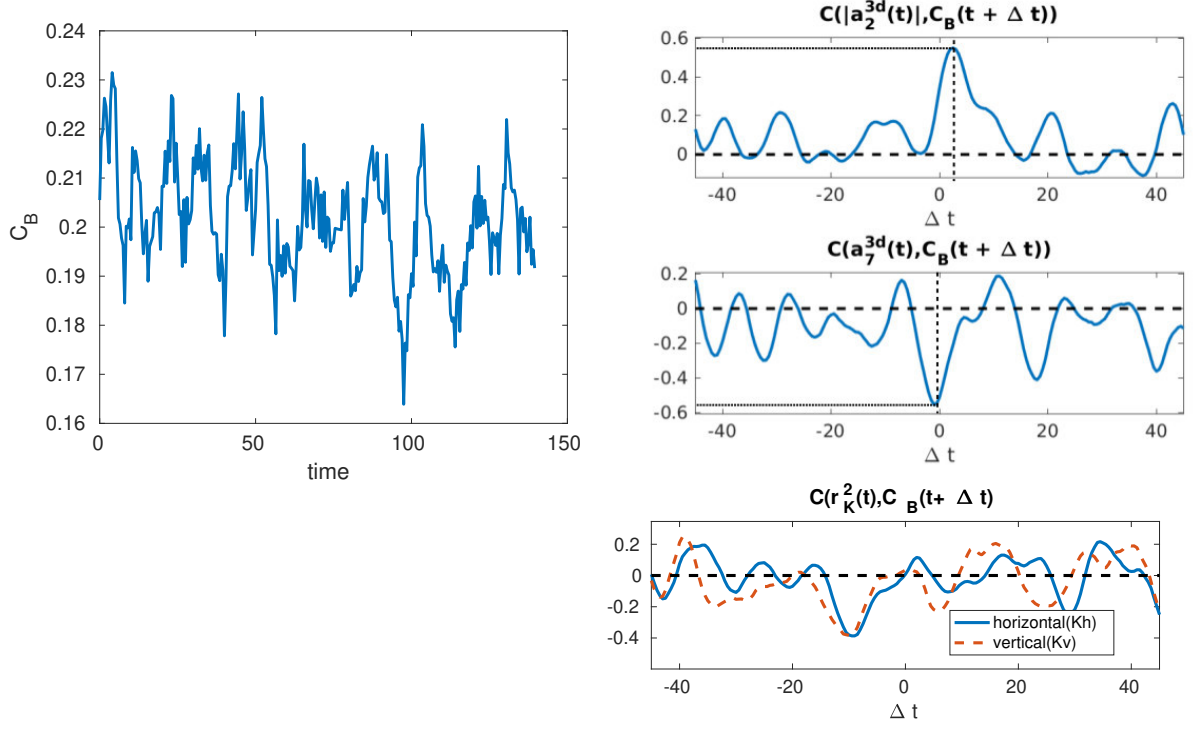 0.24
0.23
0.22
0.21
0.2
0.19
0.18
0.17
0.16
C_B
0 50 100 150
time
C(|a_2^3d(t)|,C_B(t + Δ t))
0.6
0.4
0.2
0
-40 -20 0 20 40
Δ t
C(a_7^3d(t),C_B(t + Δ t))
0.2
0
-0.2
-0.4
-0.6
-40 -20 0 20 40
Δ t
C(r_K^2(t),C_B(t+ Δ t)
0.2
0
-0.2
-0.4
horizontal(Kh)
vertical(Kv)
-40 -20 0 20 40
Δ t